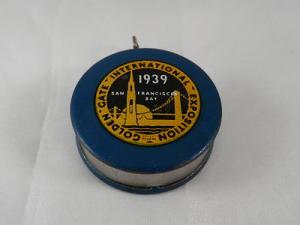 GOLDEN GATE INTERNATIONAL EXPOSITION
1939
SAN FRANCISCO
BAY